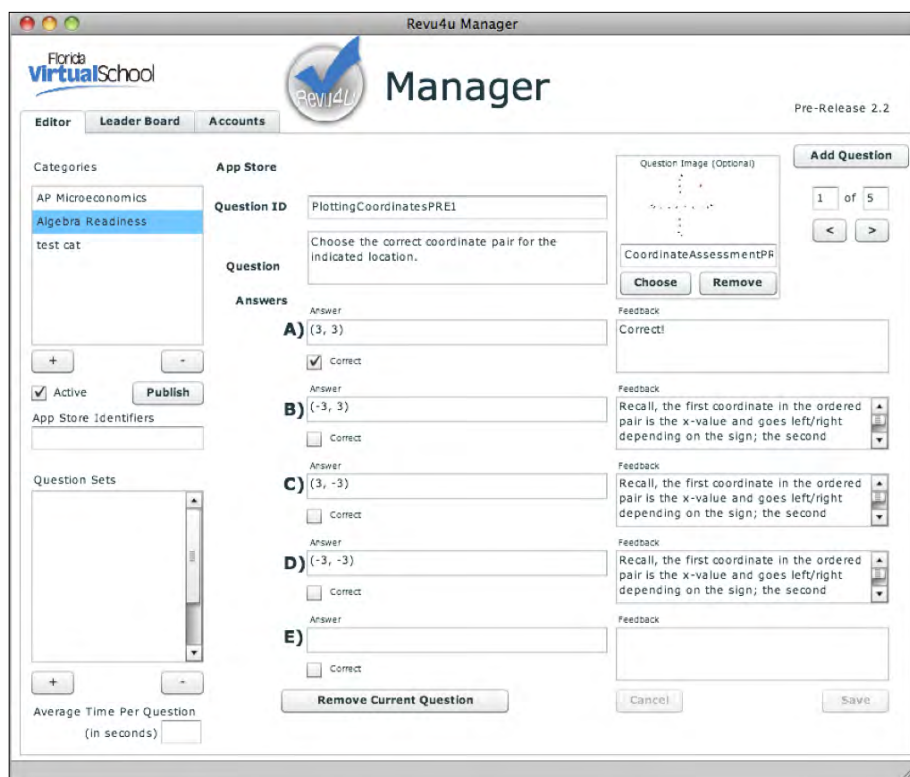 Revu4u Manager
Florida
VirtualSchool
Revu4U
Manager
Pre-Release 2.2
Editor
Leader Board
Accounts
Categories
AP Microeconomics
Algebra Readiness
test cat
+
-
Active
Publish
App Store Identifiers
Question Sets
+
-
Average Time Per Question
(in seconds)
App Store
Question ID
PlottingCoordinatesPRE1
Question
Choose the correct coordinate pair for the
indicated location.
Question Image (Optional)
CoordinateAssessmentPR
Choose
Remove
Add Question
1 of 5
<
>
Answers
Answer
A) (3, 3)
Correct
Feedback
Correct!
Answer
B) (-3, 3)
Correct
Feedback
Recall, the first coordinate in the ordered
pair is the x-value and goes left/right
depending on the sign; the second
Answer
C) (3, -3)
Correct
Feedback
Recall, the first coordinate in the ordered
pair is the x-value and goes left/right
depending on the sign; the second
Answer
D) (-3, -3)
Correct
Feedback
Recall, the first coordinate in the ordered
pair is the x-value and goes left/right
depending on the sign; the second
Answer
E)
Correct
Feedback
Remove Current Question
Cancel
Save